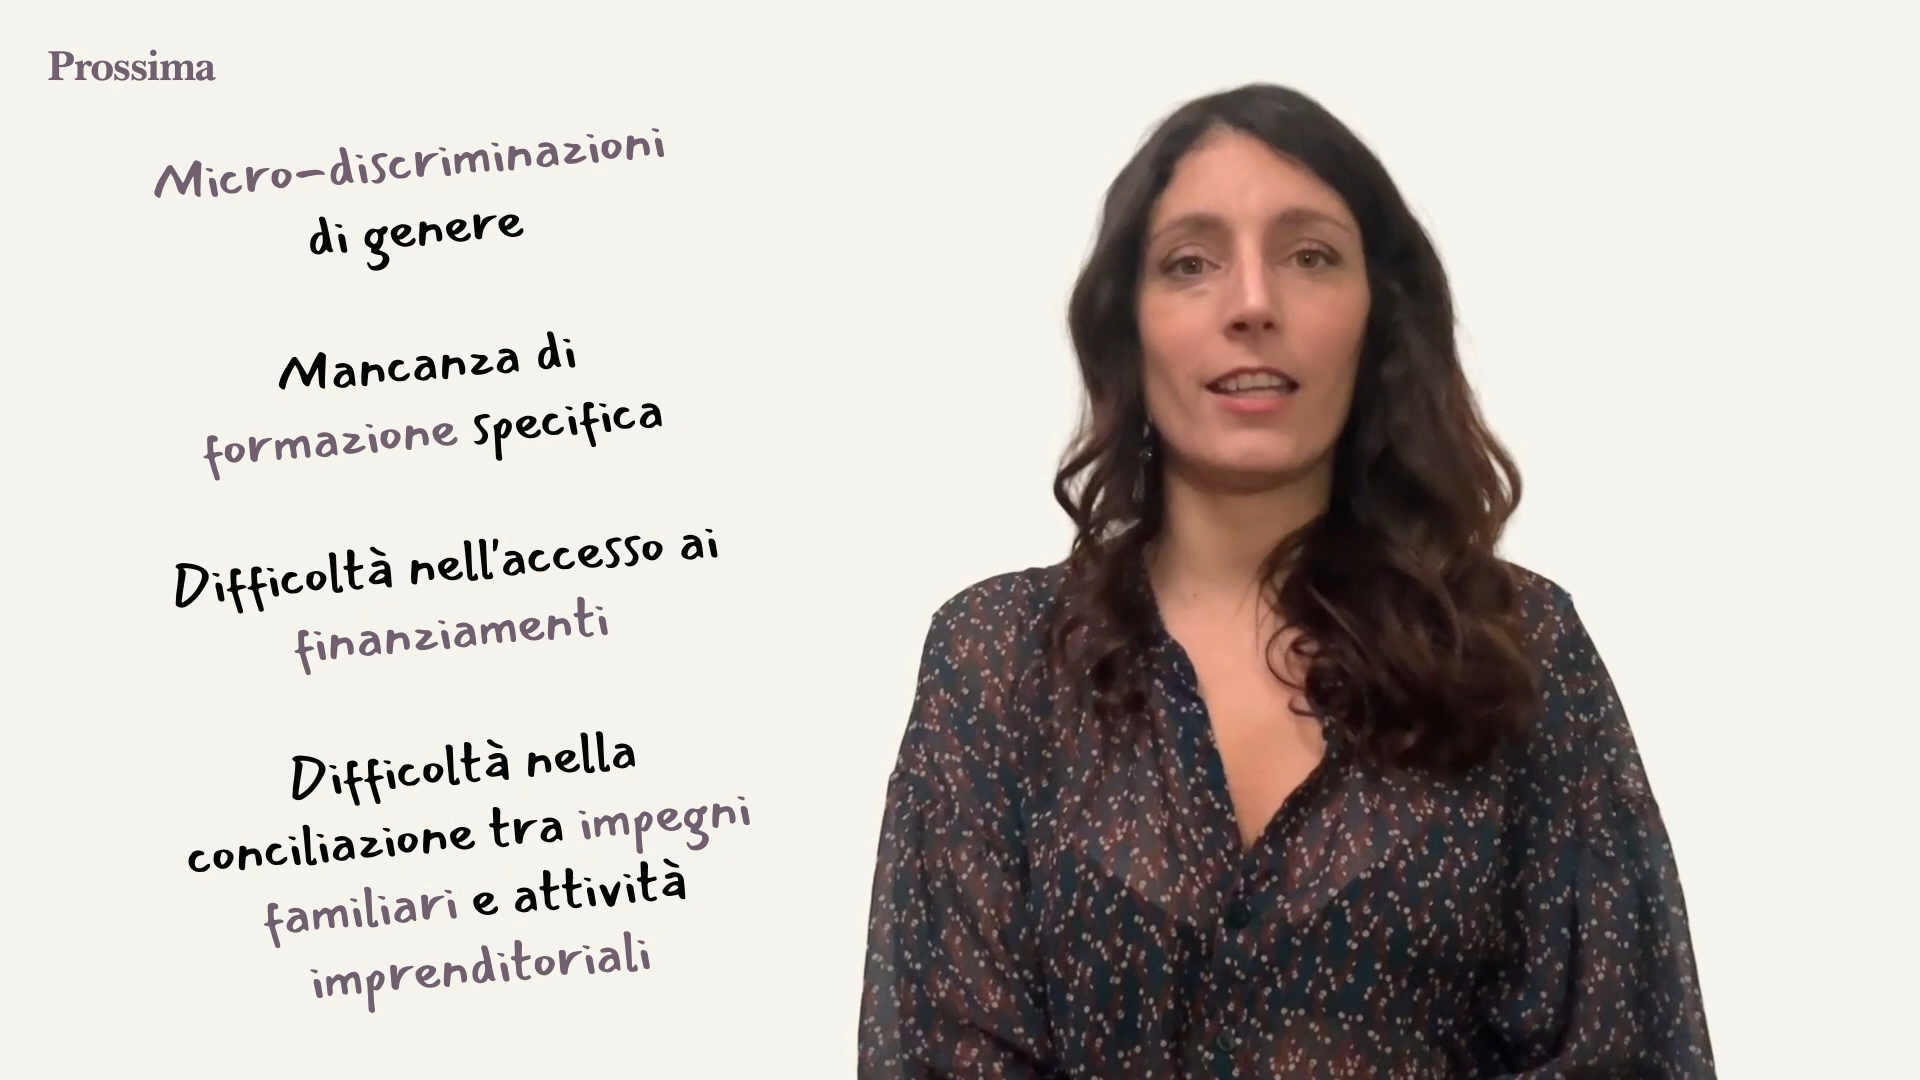 Prossima
Micro-discriminazioni
di genere
Mancanza di
formazione specifica
Difficoltà nell'accesso ai
finanziamenti
Difficoltà nella
conciliazione tra impegni
familiari e attività
imprenditoriali